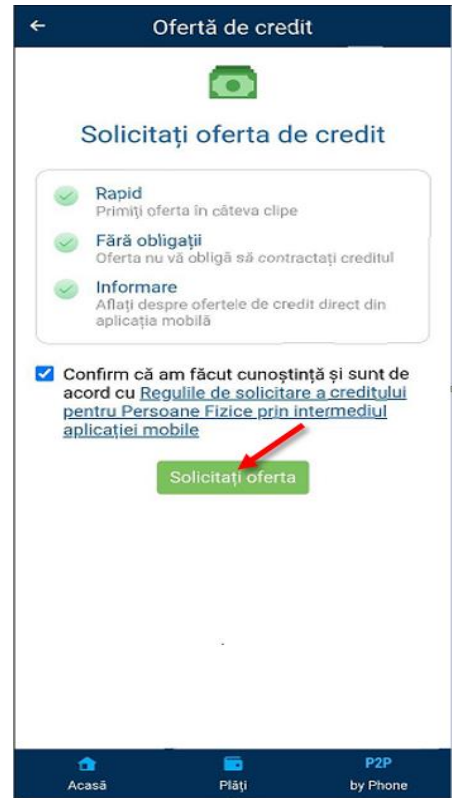 Ofertă de credit
Solicitați oferta de credit
Rapid
Primiți oferta în câteva clipe
Fără obligații
Oferta nu vă obligă să contractați creditul
Informare
Aflați despre ofertele de credit direct din
aplicația mobilă
Confirm că am făcut cunoștință și sunt de
acord cu Regulile de solicitare a creditului
pentru Persoane Fizice prin intermediul
aplicației mobile
Solicitați oferta
Acasă
Plăți
P2P
by Phone